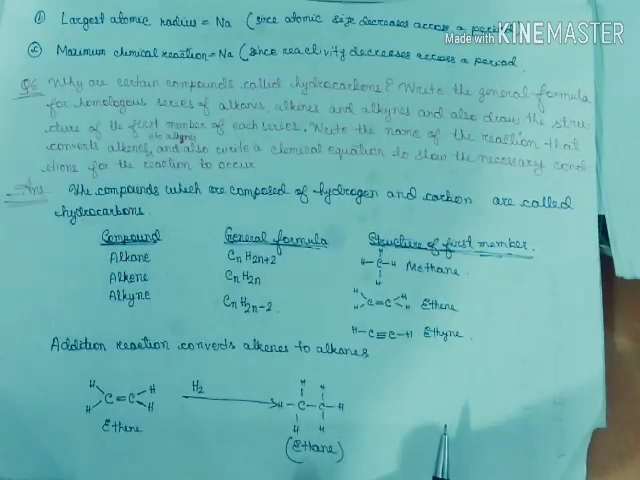 ① Largest atomic radius = Na (Since atomic size decreases across a period
Made with KINEMASTER
② Maximum chemical reaction = Na (since reactivity decreases across a period.
Q6 Why are certain compounds called hydrocarbons? Write the general formula
for homologous series of alkanes, alkenes and alkynes and also draw the stru-
cture of the first member of each series. Write the name of the reaction that
to alkynes
converts alkenes, and also write a chemical equation to show the necessary cond-
itions for the reaction to occur
Ans The compounds which are composed of hydrogen and carbon are called
hydrocarbons.
Compound General formula Structure of first member.
Alkane CnH2n+2 H H-C-H H Methane.
Alkene CnH2n H H C=C H H Ethene
Alkyne CnH2n-2 H-C≡C-H Ethyne.
Addition reaction converts alkenes to alkanes
H H C=C H H H2 H H H-C-C-H H H
Ethene (Ethane)